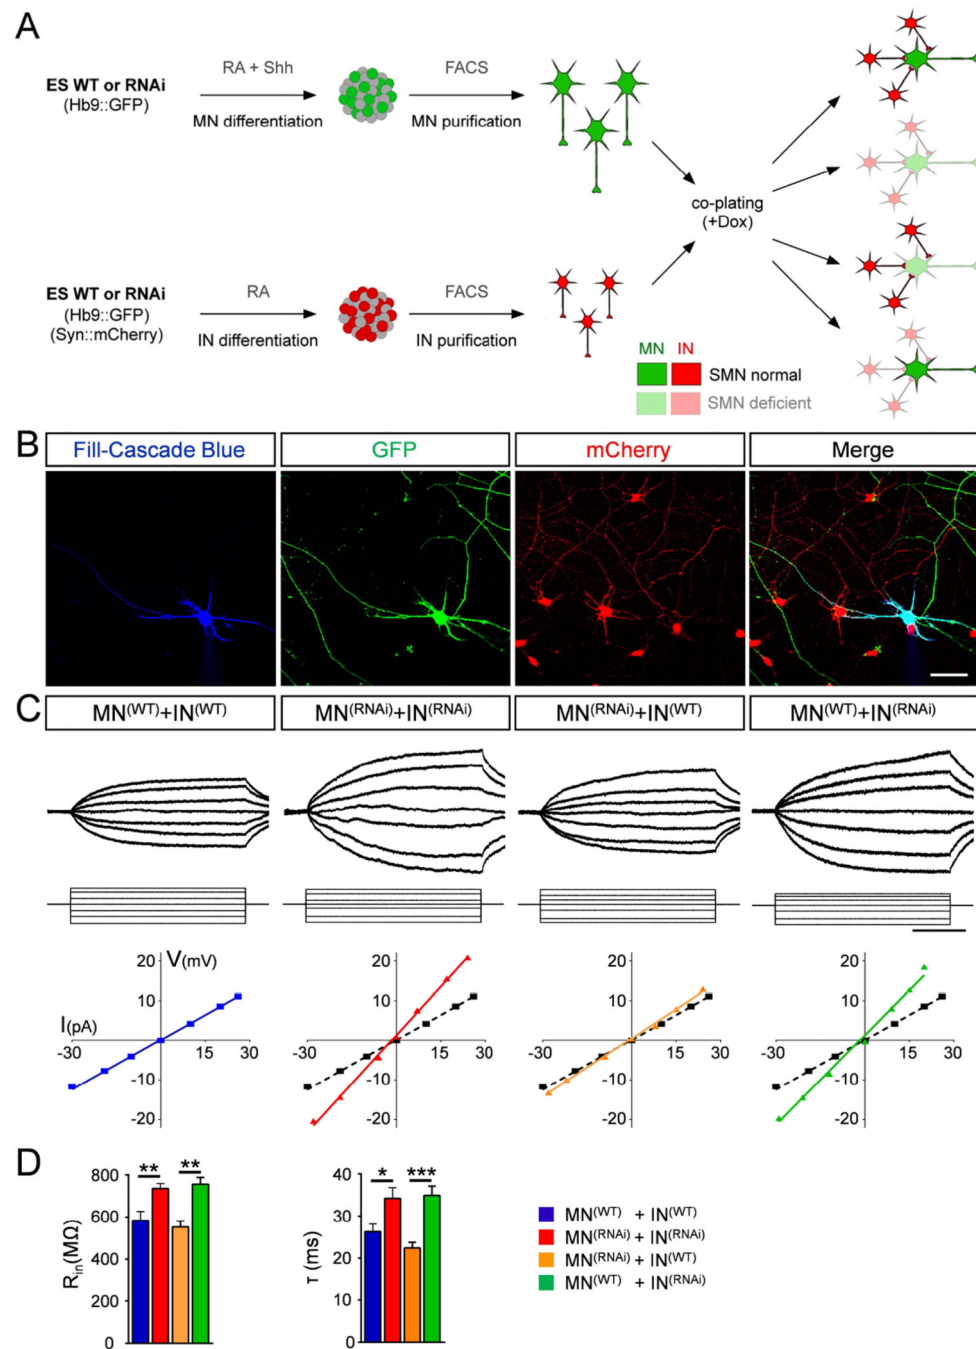 A
ES WT or RNAi
(Hb9::GFP)
RA + Shh
MN differentiation
FACS
MN purification
co-plating
(+Dox)
ES WT or RNAi
(Hb9::GFP)
(Syn::mCherry)
RA
IN differentiation
FACS
IN purification
MN IN
SMN normal
SMN deficient
B
Fill-Cascade Blue
GFP
mCherry
Merge
C
MN(WT)+IN(WT)
MN(RNAi)+IN(RNAi)
MN(RNAi)+IN(WT)
MN(WT)+IN(RNAi)
V(mV)
I(pA)
20
10
-30 15 30
-10
-20
20
10
-30 15 30
-10
-20
20
10
-30 15 30
-10
-20
20
10
-30 15 30
-10
-20
D
Rin(MΩ)
800
600
400
200
0
** **
τ (ms)
40
30
20
10
0
* ***
MN(WT) + IN(WT)
MN(RNAi) + IN(RNAi)
MN(RNAi) + IN(WT)
MN(WT) + IN(RNAi)